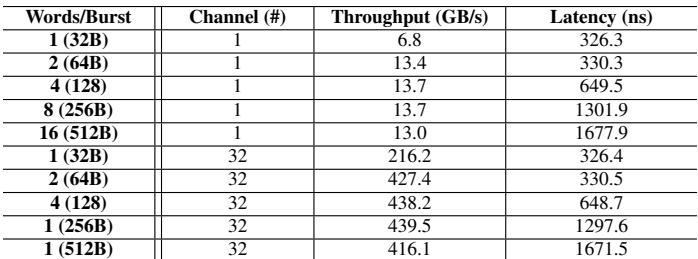 Words/Burst Channel (#) Throughput (GB/s) Latency (ns)
1 (32B) 1 6.8 326.3
2 (64B) 1 13.4 330.3
4 (128) 1 13.7 649.5
8 (256B) 1 13.7 1301.9
16 (512B) 1 13.0 1677.9
1 (32B) 32 216.2 326.4
2 (64B) 32 427.4 330.5
4 (128) 32 438.2 648.7
1 (256B) 32 439.5 1297.6
1 (512B) 32 416.1 1671.5